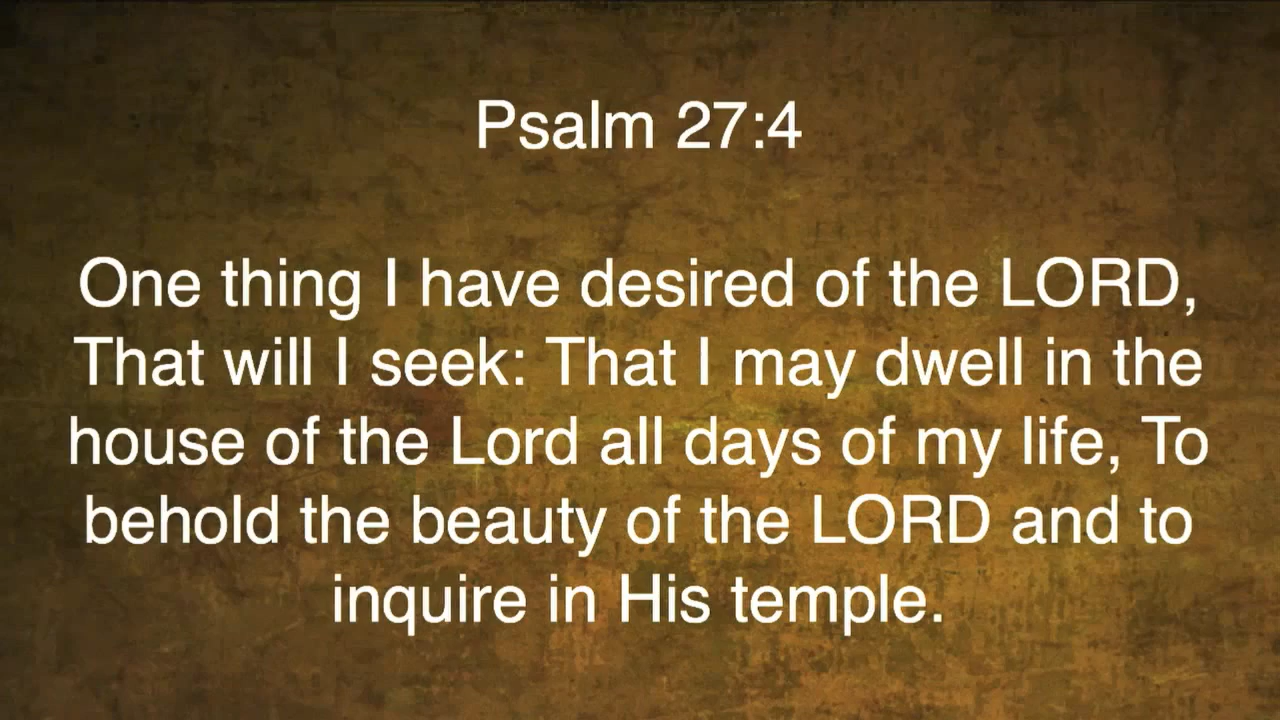 Psalm 27:4
One thing I have desired of the LORD,
That will I seek: That I may dwell in the
house of the Lord all days of my life, To
behold the beauty of the LORD and to
inquire in His temple.